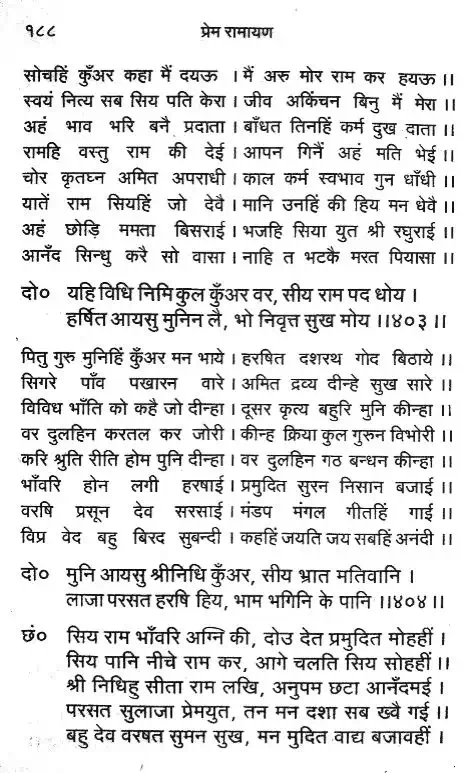 १८८ प्रेम रामायण
सोचहिं कुँअर कहा मैं दयऊ । मैं अरु मोर राम कर हयऊ ।।
स्वयं नित्य सब सिय पति केरा । जीव अकिंचन बिनु मैं मेरा ।।
अहं भाव भरि बनै प्रदाता । बाँधत तिनहिं कर्म दुख दाता ।।
रामहि वस्तु राम की देई । आपन गिनैं अहं मति भेई ।।
चोर कृतघ्न अमित अपराधी । काल कर्म स्वभाव गुन धाँधी ।।
यातें राम सियहिं जो देवै । मानि उनहिं की हिय मन धेवै ।।
अहं छोड़ि ममता बिसराई । भजहि सिया युत श्री रघुराई ।।
आनँद सिन्धु करै सो वासा । नाहि त भटकै मरत पियासा ।।
दो० यहि विधि निमि कुल कुँअर वर, सीय राम पद धोय ।
हर्षित आयसु मुनिन लै, भो निवृत्त सुख मोय ।।४०३।।
पितु गुरु मुनिहिं कुँअर मन भाये । हरषित दशरथ गोद बिठाये ।।
सिगरे पाँव पखारन वारे । अमित द्रव्य दीन्हे सुख सारे ।।
विविध भाँति को कहै जो दीन्हा । दूसर कृत्य बहुरि मुनि कीन्हा ।।
वर दुलहिन करतल कर जोरी । कीन्ह क्रिया कुल गुरुन विभोरी ।।
करि श्रुति रीति होम पुनि दीन्हा । वर दुलहिन गठ बन्धन कीन्हा ।।
भाँवरि होन लगी हरषाई । प्रमुदित सुरन निसान बजाई ।।
वरषि प्रसून देव सरसाई । मंडप मंगल गीतहिं गाई ।।
विप्र वेद बहु बिरद सुबन्दी । कहहिं जयति जय सबहिं अनंदी ।।
दो० मुनि आयसु श्रीनिधि कुँअर, सीय भ्रात मतिवानि ।
लाजा परसत हरषि हिय, भाम भगिनि के पानि ।।४०४।।
छं० सिय राम भाँवरि अग्नि की, दोउ देत प्रमुदित मोहहीं ।
सिय पानि नीचे राम कर, आगे चलति सिय सोहहीं ।।
श्री निधिहु सीता राम लखि, अनुपम छटा आनँदमई ।
परसत सुलाजा प्रेमयुत, तन मन दशा सब ख्वै गई ।।
बहु देव वरषत सुमन सुख, मन मुदित वाद्य बजावहीं ।